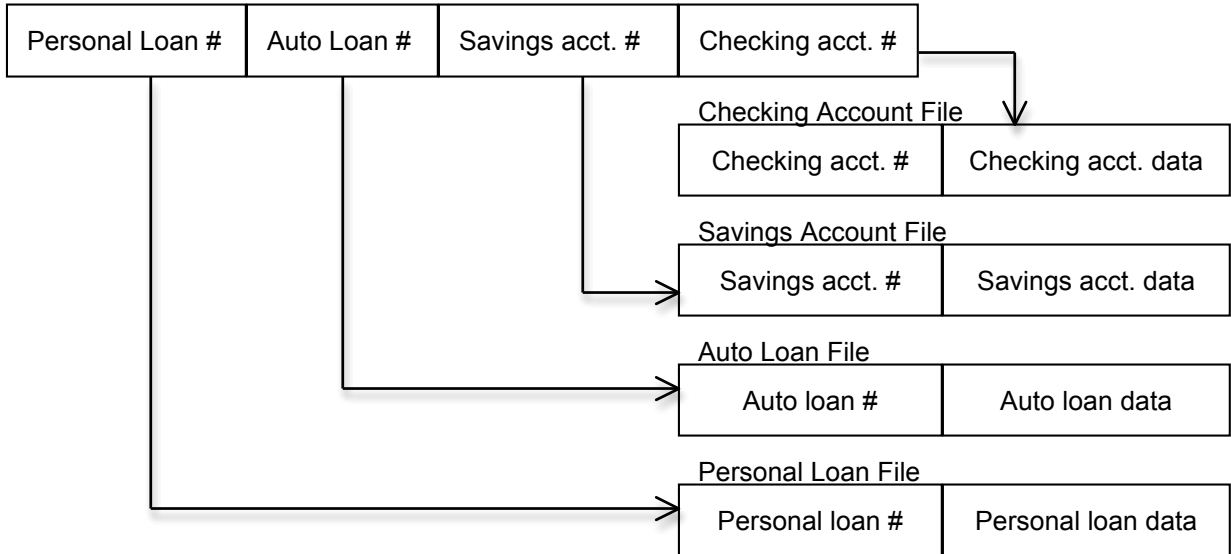 Personal Loan # Auto Loan # Savings acct. # Checking acct. #
Checking Account File
Checking acct. # Checking acct. data
Savings Account File
Savings acct. # Savings acct. data
Auto Loan File
Auto loan # Auto loan data
Personal Loan File
Personal loan # Personal loan data